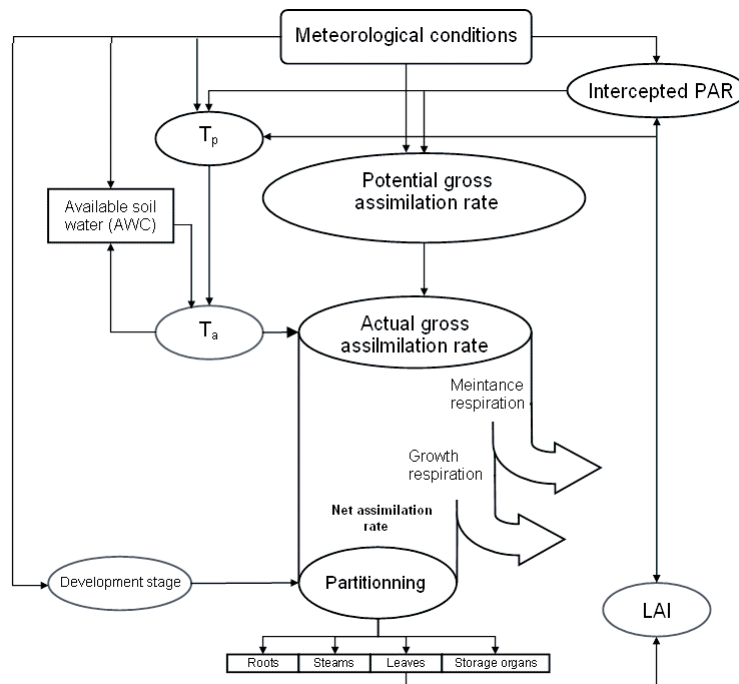 Meteorological conditions
Intercepted PAR
Tp
Potential gross
assimilation rate
Available soil
water (AWC)
Ta
Actual gross
assilmilation rate
Meintance
respiration
Growth
respiration
Net assimilation
rate
Development stage
Partitionning
LAI
Roots
Steams
Leaves
Storage organs